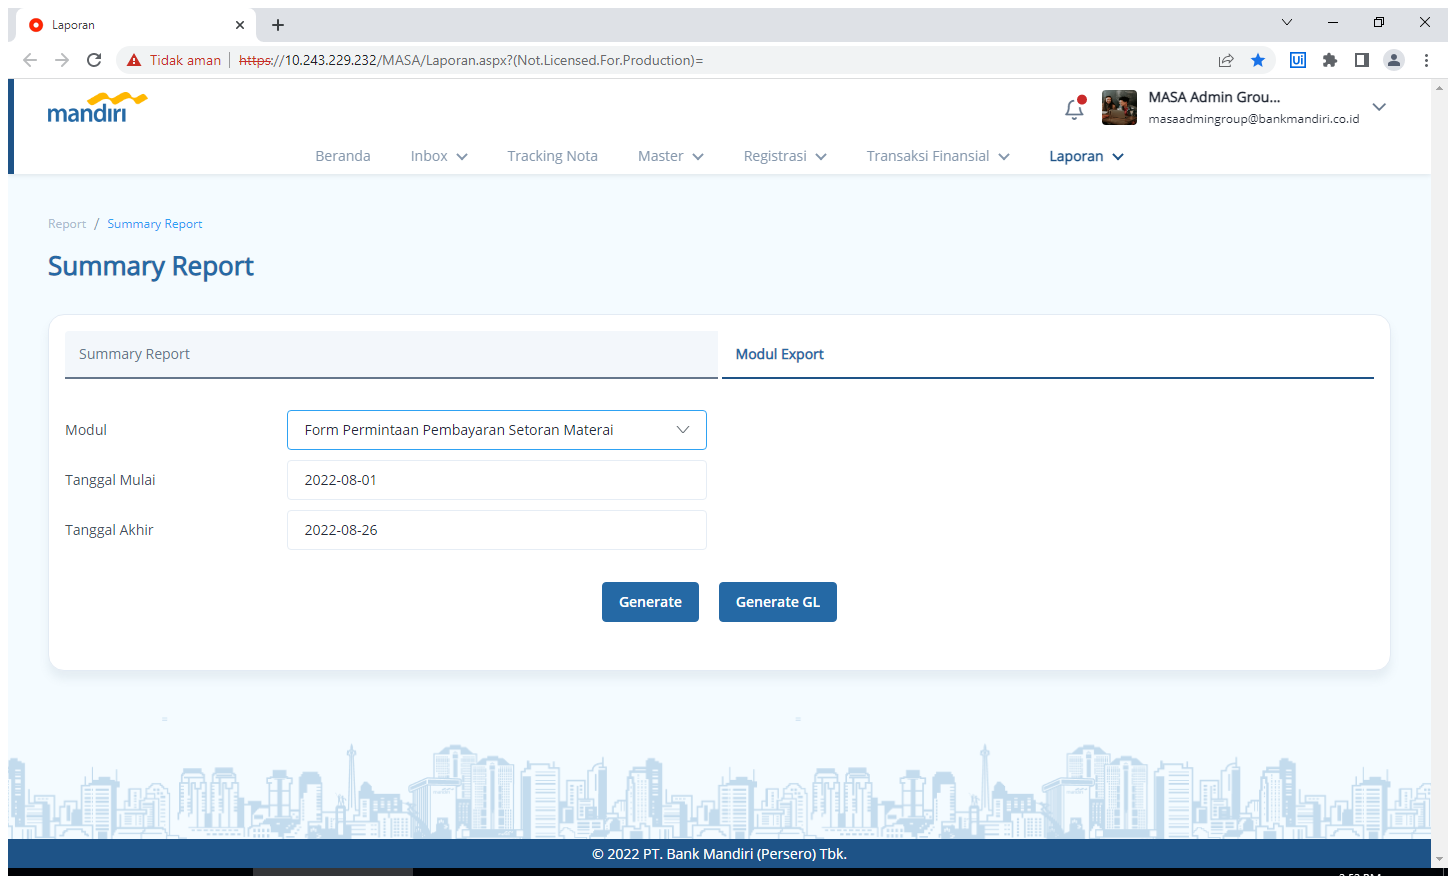 Laporan
Tidak aman
https://10.243.229.232/MASA/Laporan.aspx?(Not.Licensed.For.Production)=
Ui
mandiri
MASA Admin Grou...
masaadmingroup@bankmandiri.co.id
Beranda Inbox Tracking Nota Master Registrasi Transaksi Finansial Laporan
Report / Summary Report
Summary Report
Summary Report Modul Export
Modul Form Permintaan Pembayaran Setoran Materai
Tanggal Mulai 2022-08-01
Tanggal Akhir 2022-08-26
Generate Generate GL
© 2022 PT. Bank Mandiri (Persero) Tbk.